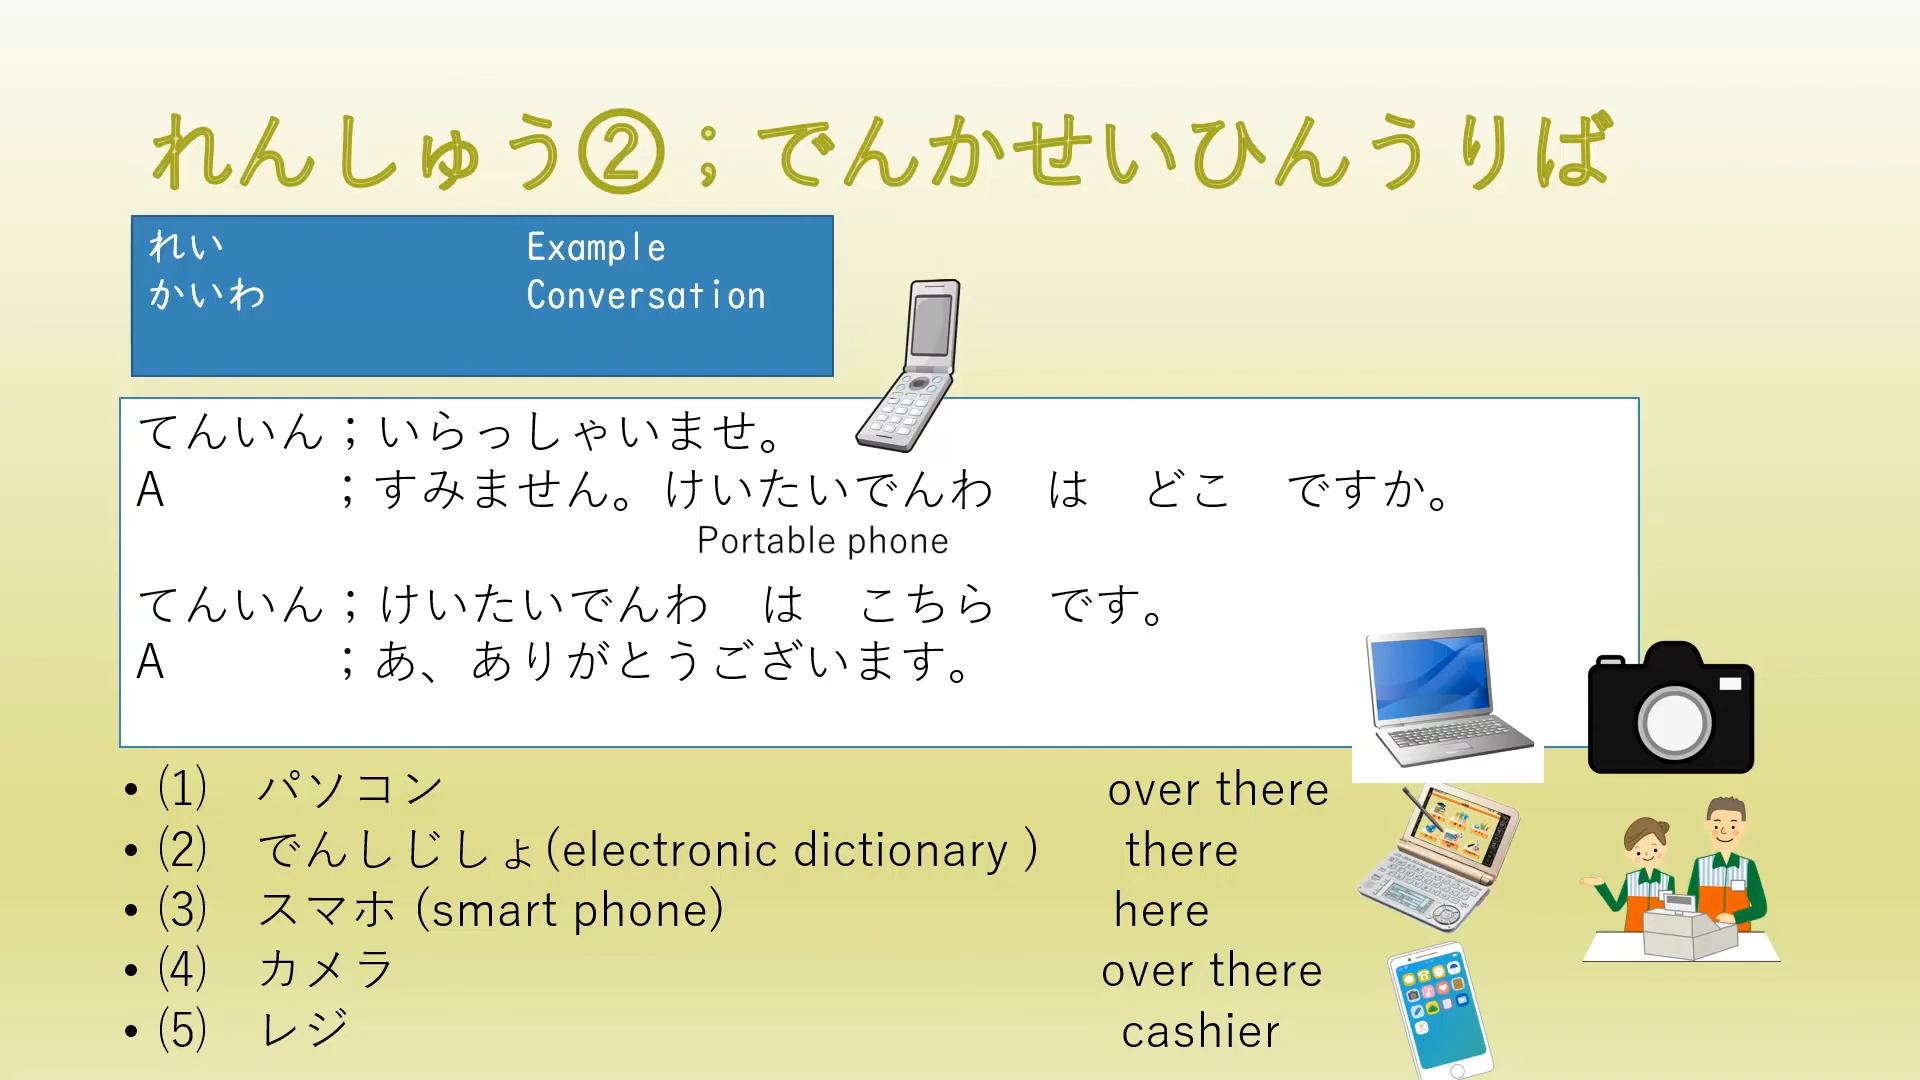 れんしゅう②；でんかせいひんうりば
れい　Example
かいわ　Conversation
てんいん；いらっしゃいませ。
A　；すみません。けいたいでんわ　は　どこ　ですか。
Portable phone
てんいん；けいたいでんわ　は　こちら　です。
A　；あ、ありがとうございます。
• (1)　パソコン　over there
• (2)　でんしじしょ(electronic dictionary )　there
• (3)　スマホ (smart phone)　here
• (4)　カメラ　over there
• (5)　レジ　cashier